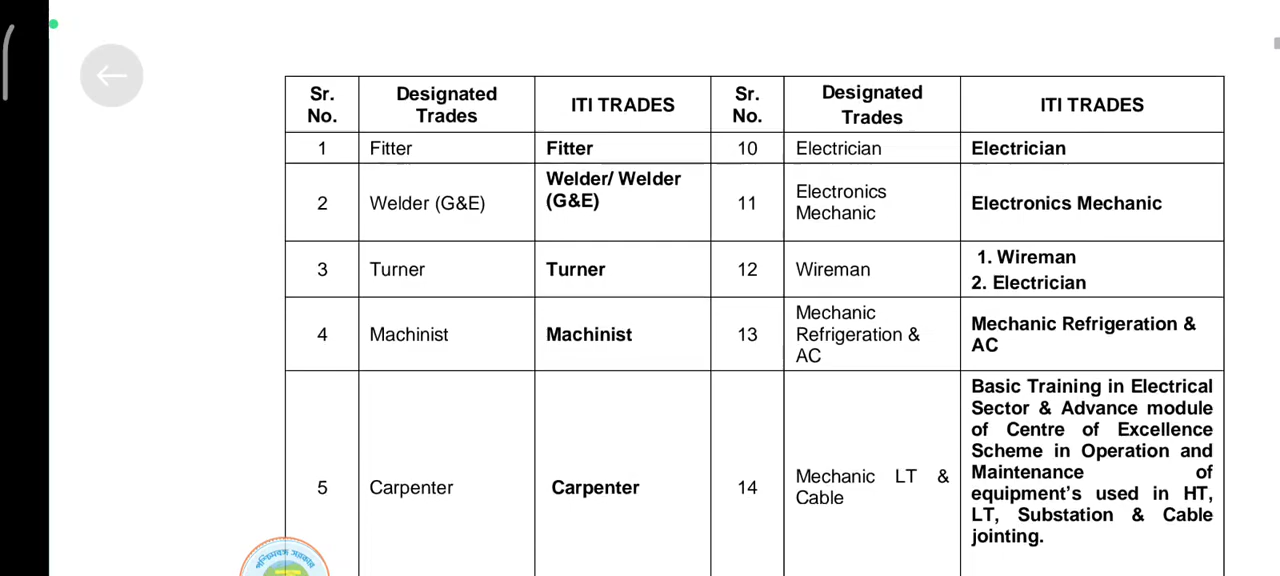 Sr. No.
Designated Trades
ITI TRADES
Sr. No.
Designated Trades
ITI TRADES
1
Fitter
Fitter
10
Electrician
Electrician
2
Welder (G&E)
Welder/ Welder
(G&E)
11
Electronics
Mechanic
Electronics Mechanic
3
Turner
Turner
12
Wireman
1. Wireman
2. Electrician
4
Machinist
Machinist
13
Mechanic
Refrigeration &
AC
Mechanic Refrigeration &
AC
5
Carpenter
Carpenter
14
Mechanic LT &
Cable
Basic Training in Electrical
Sector & Advance module
of Centre of Excellence
Scheme in Operation and
Maintenance of
equipment's used in HT,
LT, Substation & Cable
jointing.
পশ্চিমবঙ্গ সরকার